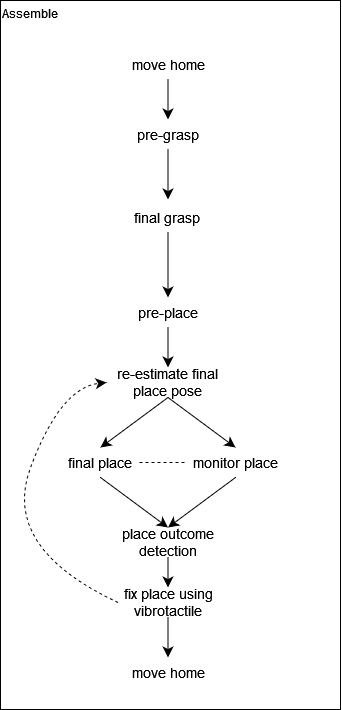 Assemble
move home
pre-grasp
final grasp
pre-place
re-estimate final
place pose
final place
monitor place
place outcome
detection
fix place using
vibrotactile
move home